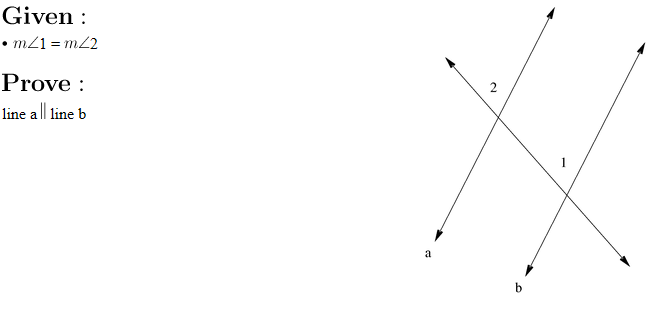 Given :
• m∠1 = m∠2
Prove :
line a ∥ line b
2
1
a
b